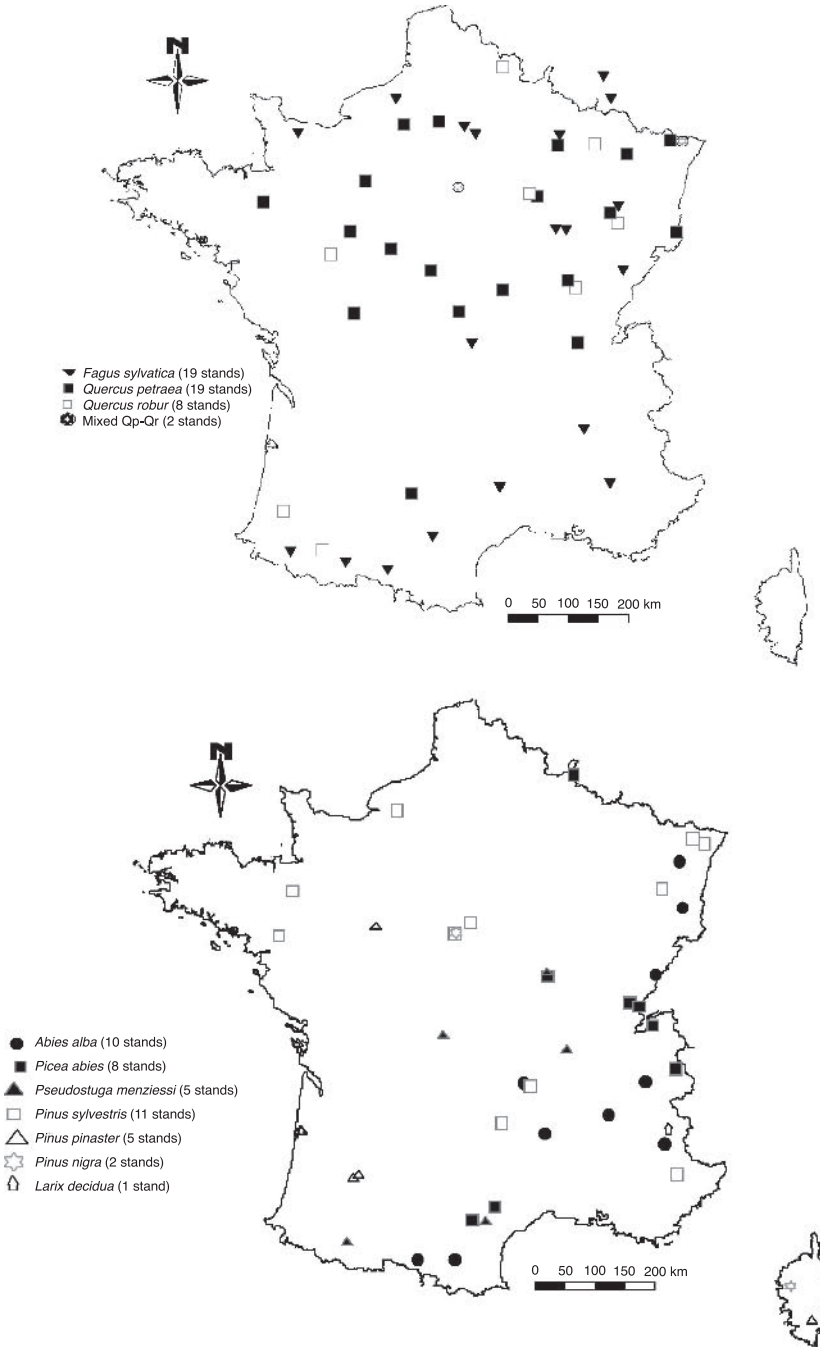 N
Fagus sylvatica (19 stands)
Quercus petraea (19 stands)
Quercus robur (8 stands)
Mixed Qp-Qr (2 stands)
0 50 100 150 200 km
N
Abies alba (10 stands)
Picea abies (8 stands)
Pseudostuga menziessi (5 stands)
Pinus sylvestris (11 stands)
Pinus pinaster (5 stands)
Pinus nigra (2 stands)
Larix decidua (1 stand)
0 50 100 150 200 km